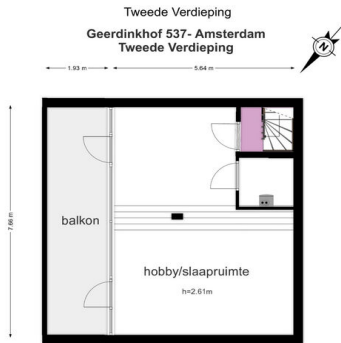 Tweede Verdieping
Geerdinkhof 537- Amsterdam
Tweede Verdieping
N
1.93 m
5.64 m
7.66 m
balkon
hobby/slaapruimte
h=2.61m